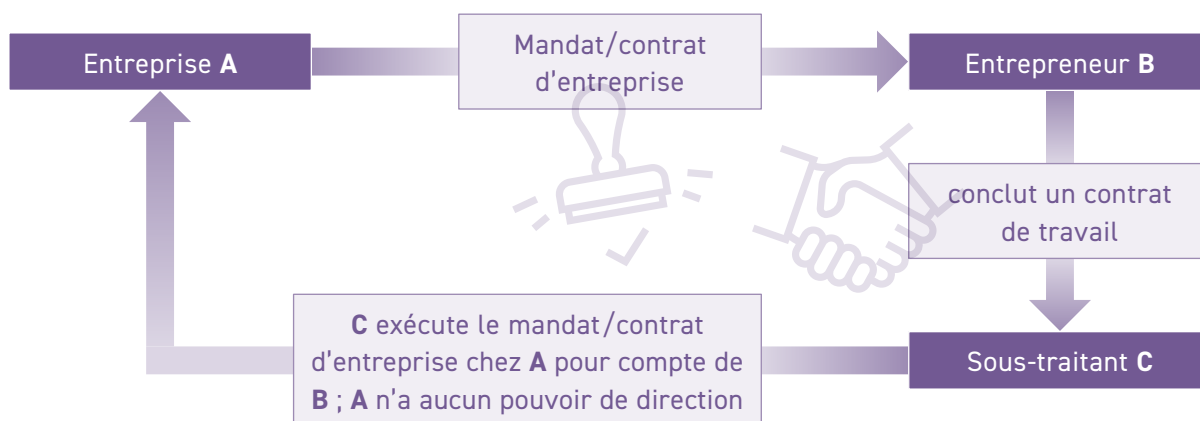 Entreprise A
Mandat/contrat
d'entreprise
Entrepreneur B
conclut un contrat
de travail
Sous-traitant C
C exécute le mandat/contrat
d'entreprise chez A pour compte de
B ; A n'a aucun pouvoir de direction